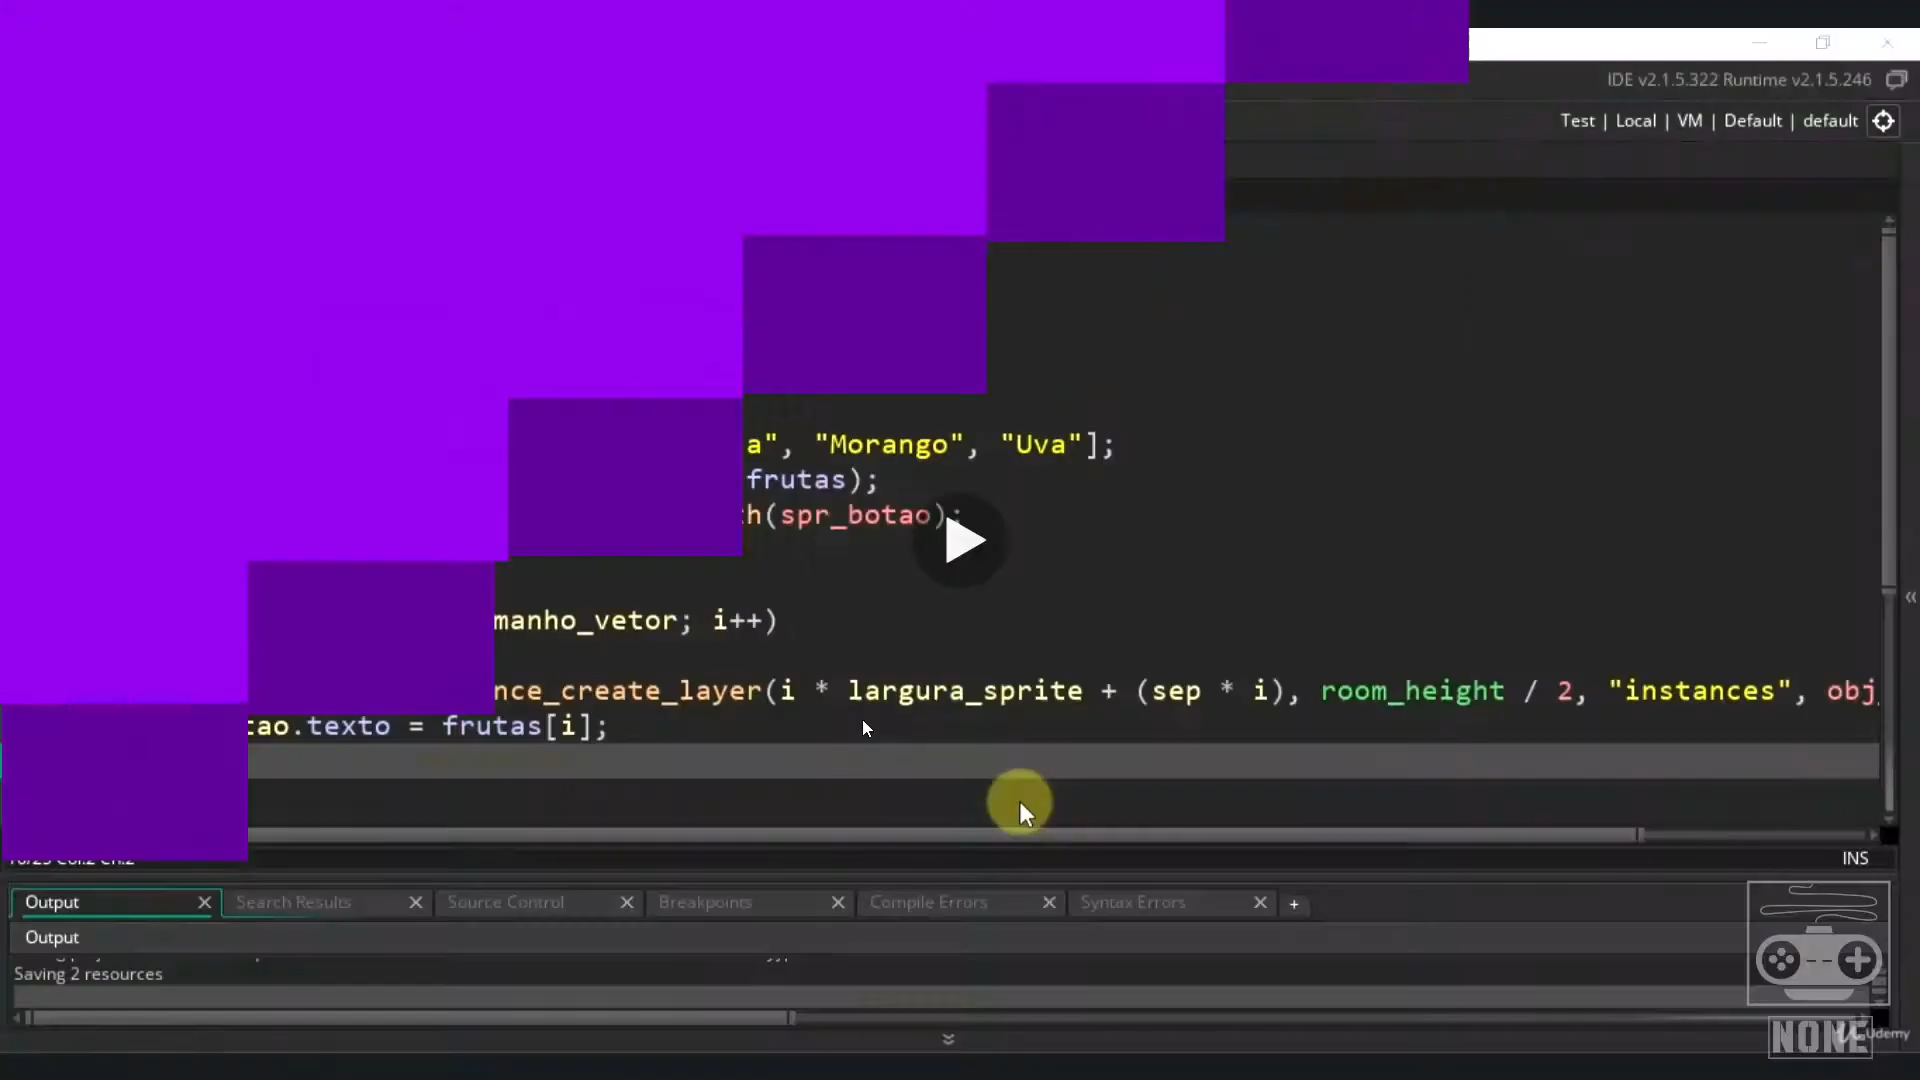 IDE v2.1.5.322 Runtime v2.1.5.246
Test | Local | VM | Default | default
a", "Morango", "Uva"];
frutas);
h(spr_botao);
manho_vetor; i++)
nce_create_layer(i * largura_sprite + (sep * i), room_height / 2, "instances", obj
tao.texto = frutas[i];
INS
Output
Search Results
Source Control
Breakpoints
Compile Errors
Syntax Errors
+
Output
Saving 2 resources
NONE
Udemy